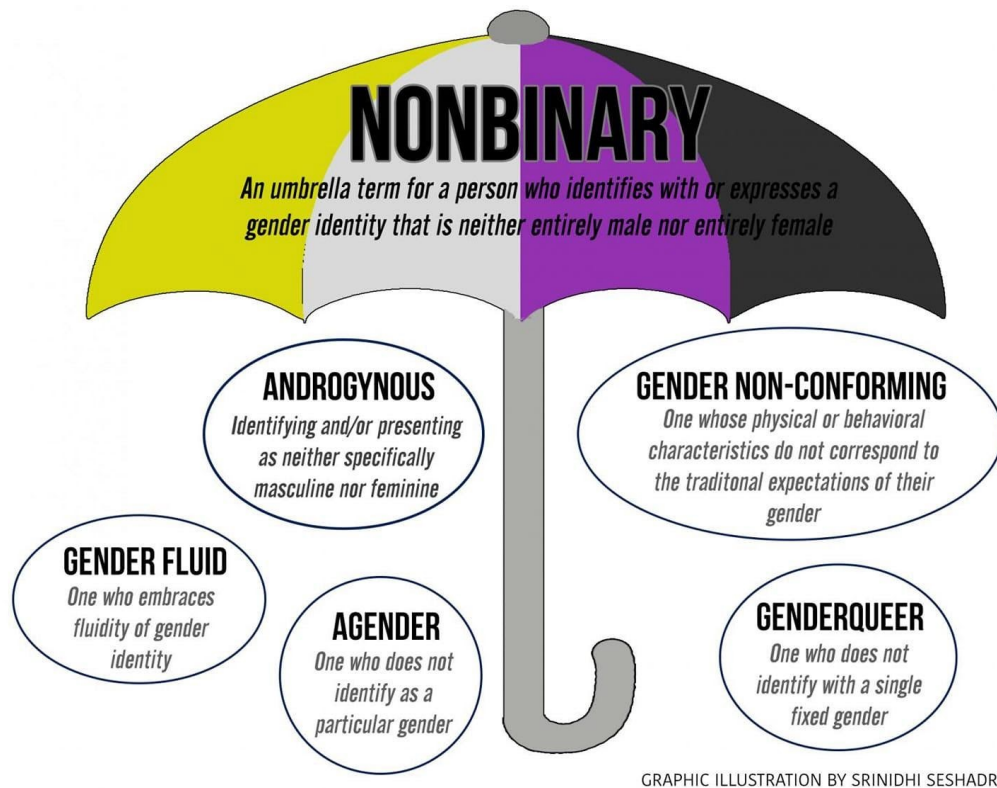 NONBINARY
An umbrella term for a person who identifies with or expresses a
gender identity that is neither entirely male nor entirely female
ANDROGYNOUS
Identifying and/or presenting
as neither specifically
masculine nor feminine
GENDER NON-CONFORMING
One whose physical or behavioral
characteristics do not correspond to
the traditonal expectations of their
gender
GENDER FLUID
One who embraces
fluidity of gender
identity
AGENDER
One who does not
identify as a
particular gender
GENDERQUEER
One who does not
identify with a single
fixed gender
GRAPHIC ILLUSTRATION BY SRINIDHI SESHADR